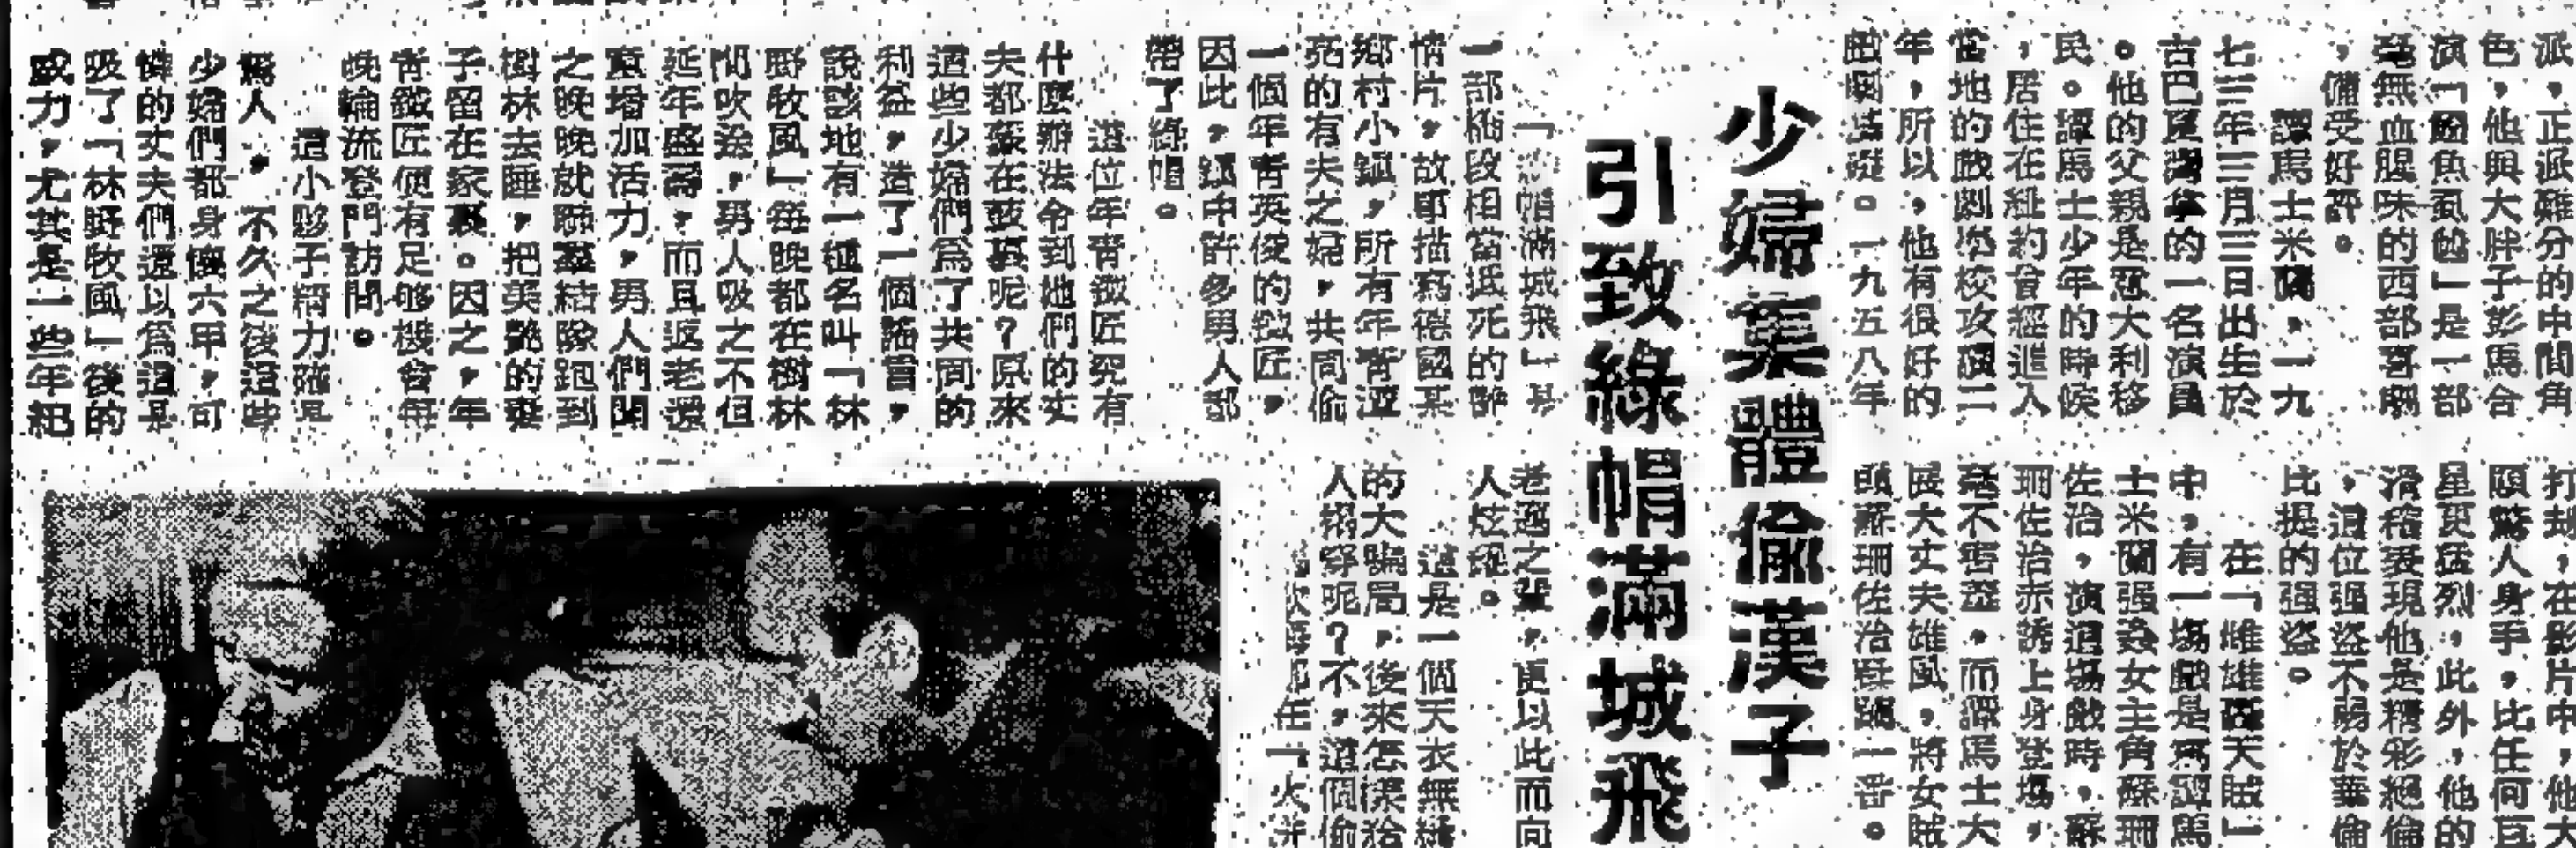 派，正派難分的中間角
色，他與大胖子彭馬合
演「　魚　　」是一部
毫無血腥味的西部喜劇
，備受好評。
譚馬士米　，一九
七三年三月三日出生於
古巴夏灣拿的一名演員
。他的父親是意大利移
民。譚馬士少年的時候
，居住在紐約曾經進入
當地的戲劇學校攻讀二
年，所以，他有很好的
戲劇基礎。一九五八年
打劫，在影片中，他大
顯驚人身手，比任何巨
星更猛烈，此外，他的
滑稽表現他是精彩絕倫
，這位强盜不賜於華倫
比提的强盜。
在「雌雄　天賊」
中，有一場戲是寫譚馬
士米蘭强姦女主角蘇珊
佐治，演這場戲時，蘇
珊佐治赤誘上身登場，
毫不害羞，而譚馬士大
展大丈夫雄風，將女賊
頭蘇珊佐治蹂躪一番。
少婦集體偷漢子
引致綠帽滿城飛
「綠帽滿城飛」是
一部橋段相當抵死的
情片，故事描寫德國某
鄉村小鎮，所有年青漂
亮的有夫之婦，共同偷
一個年青英俊的鐵匠，
因此，鎮中許多男人都
帶了綠帽。
這位年青鐵匠究有
什麼辦法令到她們的丈
夫都蒙在鼓裏呢？原來
這些少婦們爲了共同的
利益，造了一個謠言，
說該地有一種名叫「林
野牧風」每晚都在樹林
間吹送，男人吸之不但
延年益壽，而且返老還
童增加活力，男人們聞
之晚晚就聯羣結隊跑到
樹林去睡，把美艷的妻
子留在家裏。因之，年
青鐵匠便有足够機會每
晚輪流登門訪問。
這小夥子精力確是
驚人，不久之後這些
少婦們都身懷六甲，可
憐的丈夫們還以爲這是
吸了「林野牧風」後的
威力，尤其是一些年紀
老邁之輩，更以此而向
人炫耀。
這是一個天衣無縫
的大騙局，後來怎樣給
人揭穿呢？不，這個偷